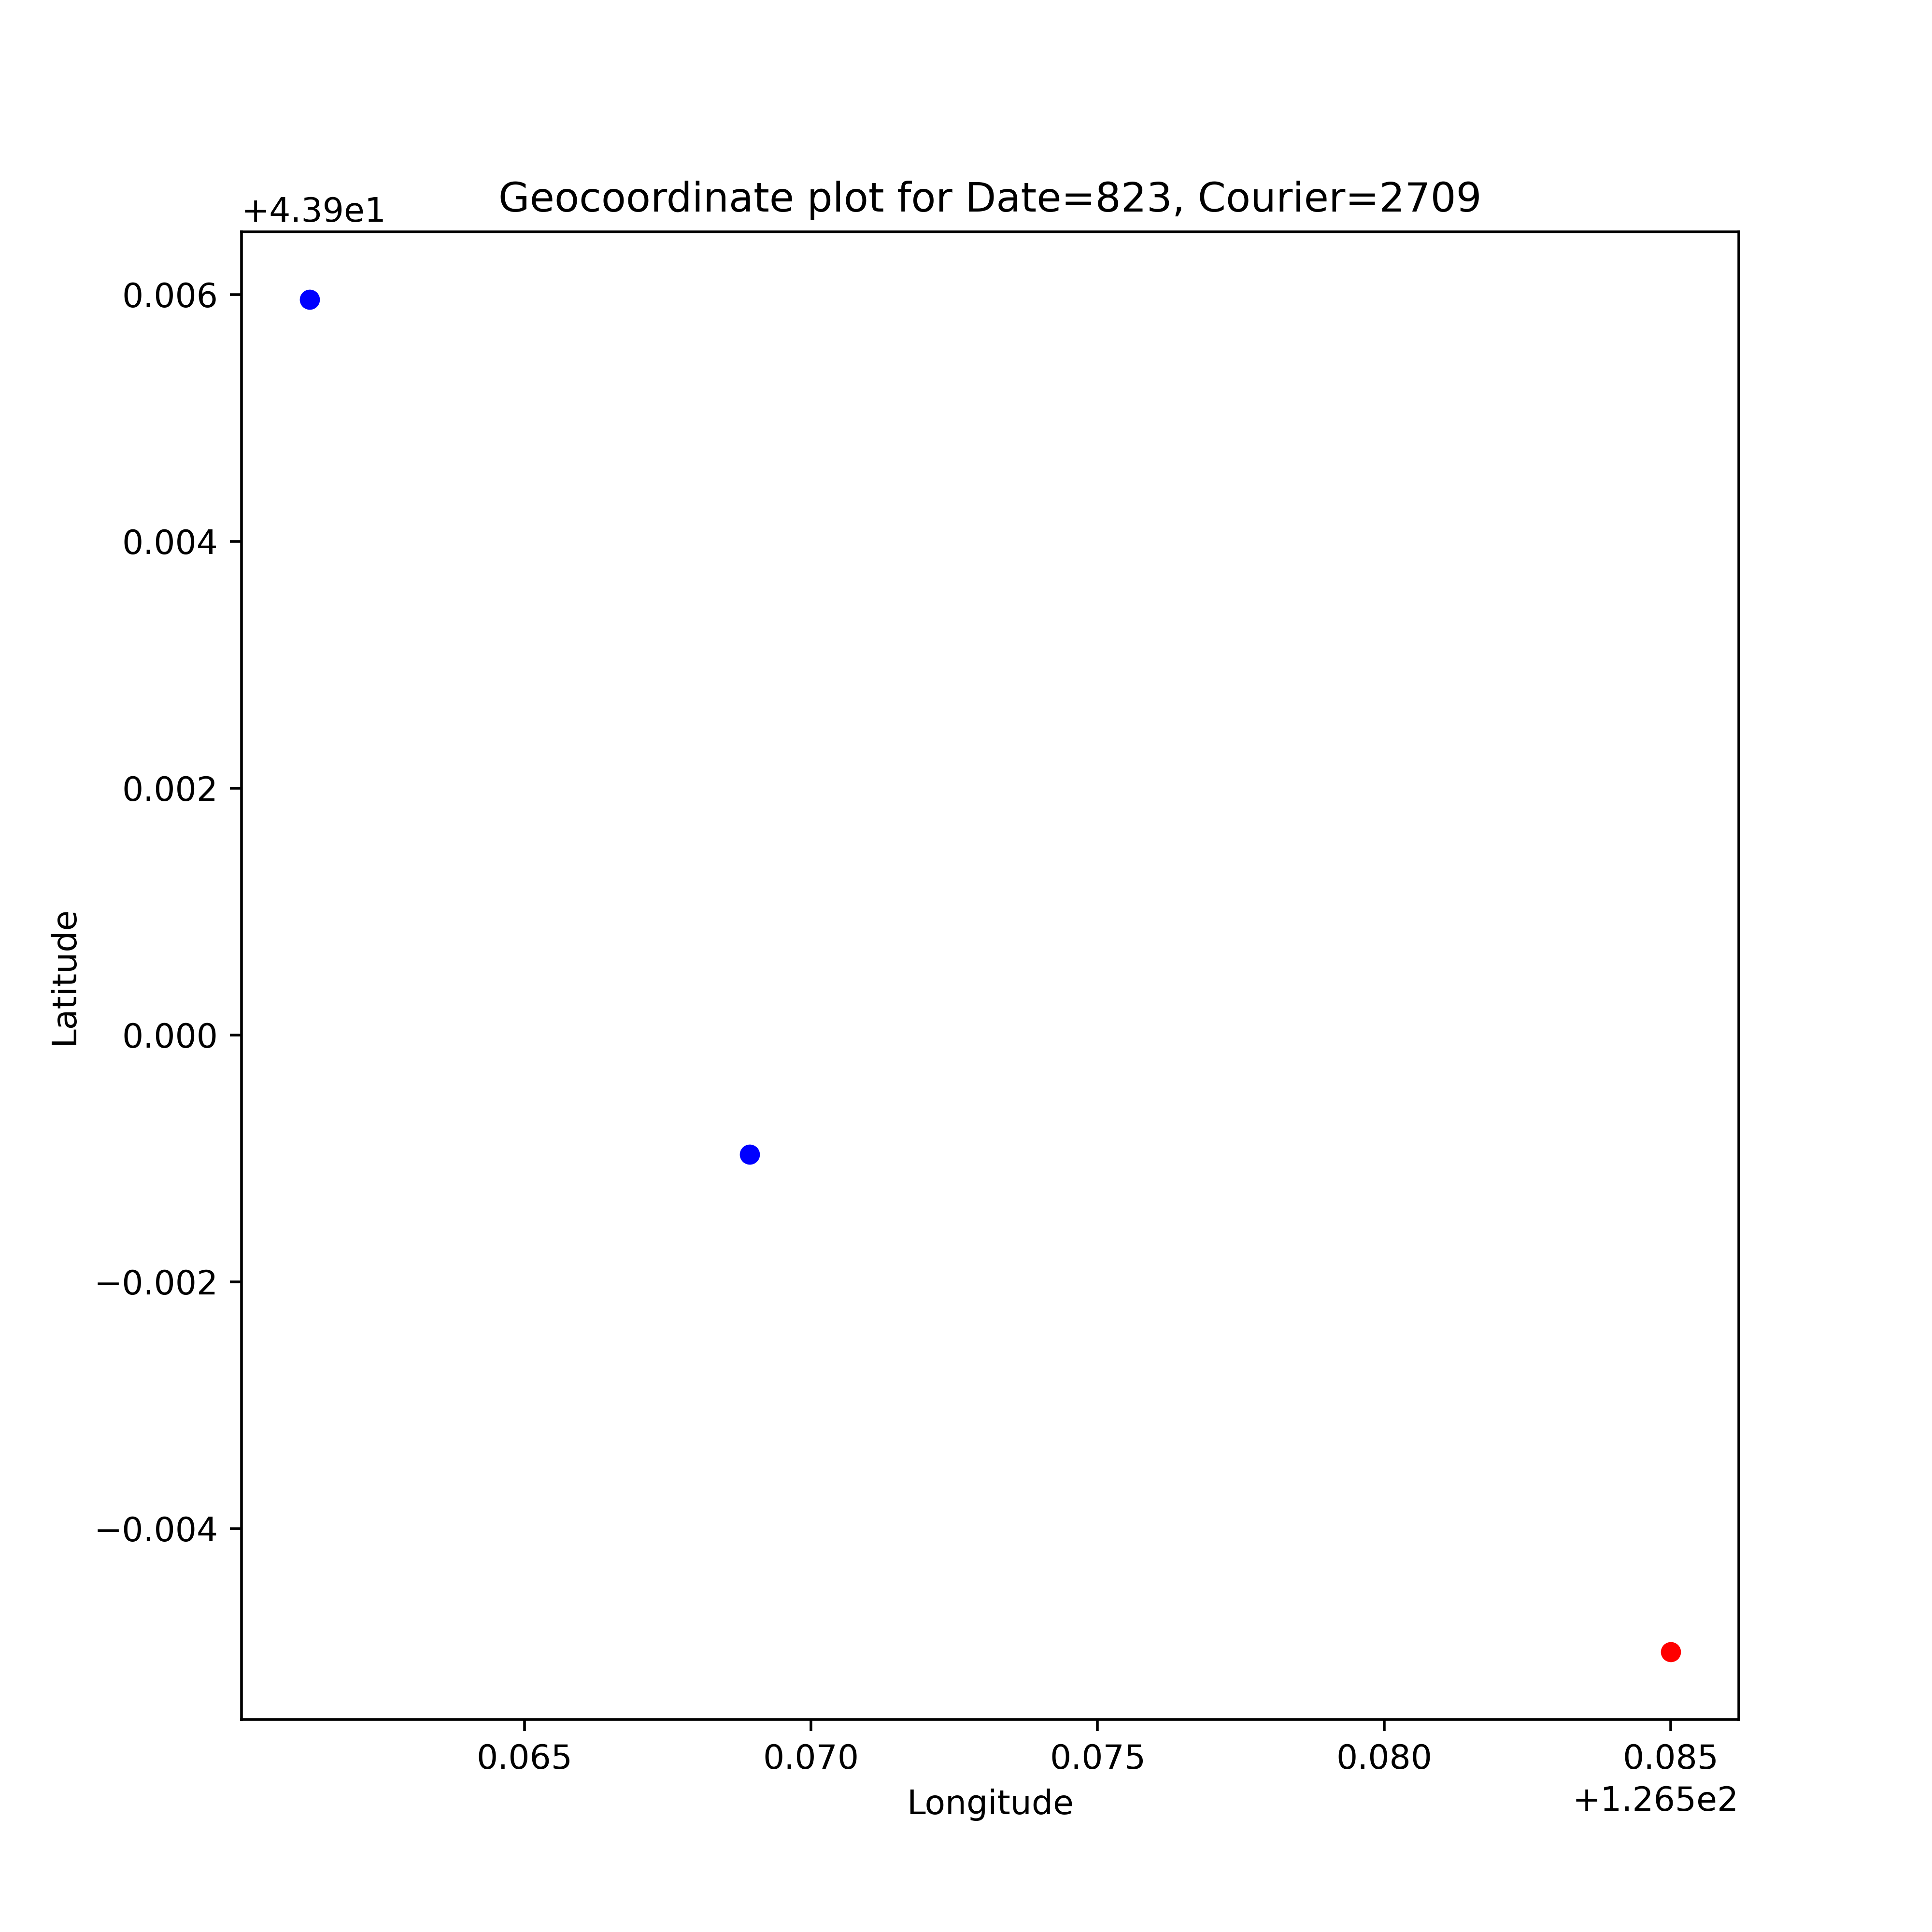 Geocoordinate plot for Date=823, Courier=2709
+4.39e1
0.006
0.004
0.002
0.000
−0.002
−0.004
Latitude
0.065 0.070 0.075 0.080 0.085
+1.265e2
Longitude